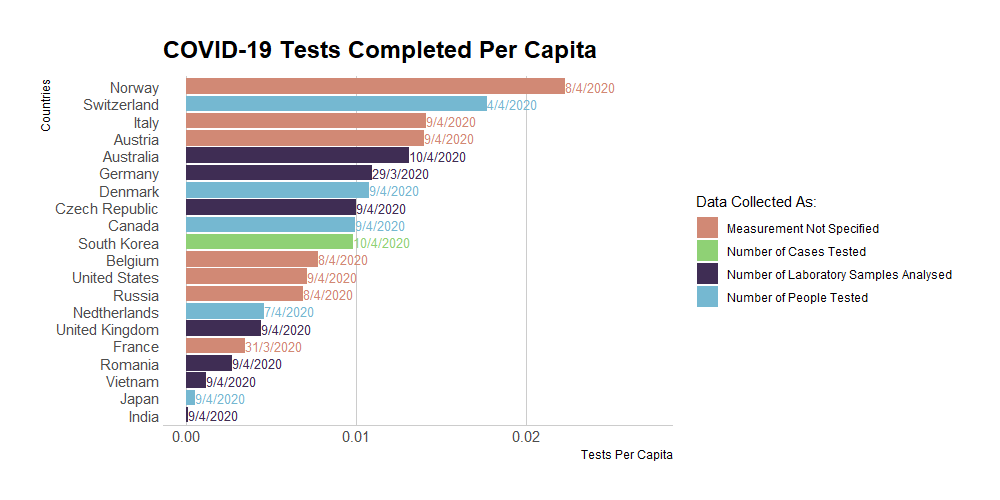 COVID-19 Tests Completed Per Capita
Countries
Norway 8/4/2020
Switzerland 4/4/2020
Italy 9/4/2020
Austria 9/4/2020
Australia 10/4/2020
Germany 29/3/2020
Denmark 9/4/2020
Czech Republic 9/4/2020
Canada 9/4/2020
South Korea 10/4/2020
Belgium 8/4/2020
United States 9/4/2020
Russia 8/4/2020
Nedtherlands 7/4/2020
United Kingdom 9/4/2020
France 31/3/2020
Romania 9/4/2020
Vietnam 9/4/2020
Japan 9/4/2020
India 9/4/2020
0.00 0.01 0.02
Tests Per Capita
Data Collected As:
Measurement Not Specified
Number of Cases Tested
Number of Laboratory Samples Analysed
Number of People Tested